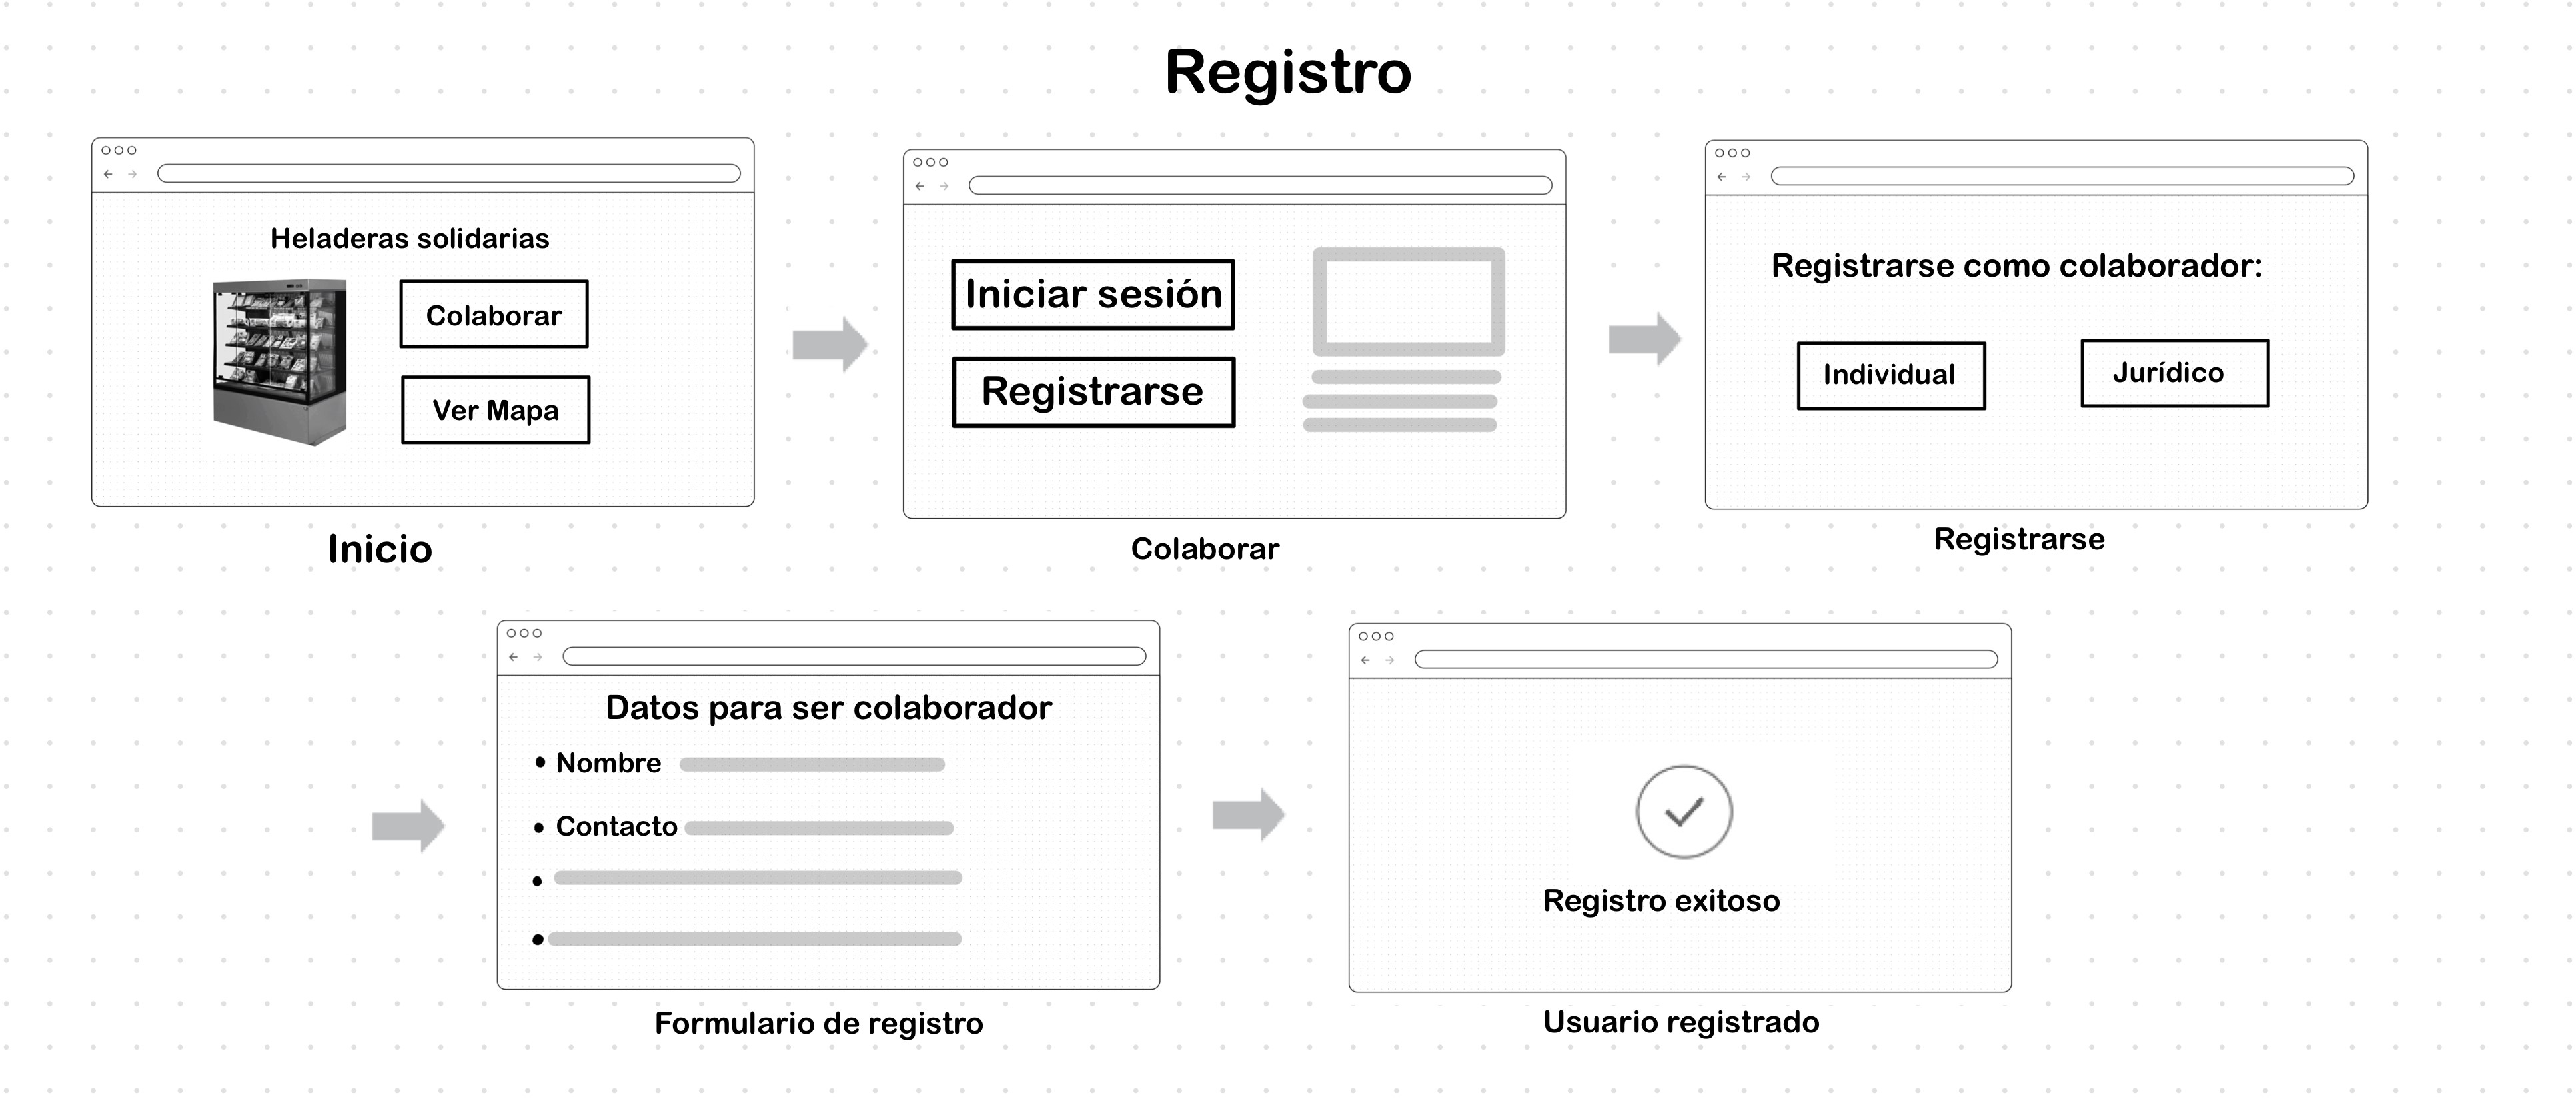 Registro
Heladeras solidarias
Colaborar
Ver Mapa
Inicio
Iniciar sesión
Registrarse
Colaborar
Registrarse como colaborador:
Individual
Jurídico
Registrarse
Datos para ser colaborador
• Nombre
• Contacto
•
•
Formulario de registro
Registro exitoso
Usuario registrado